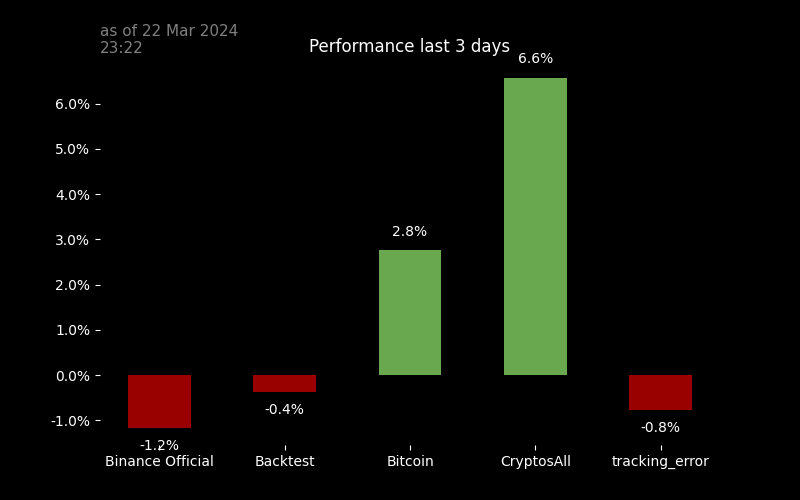 as of 22 Mar 2024
23:22
Performance last 3 days
6.6%
6.0%
5.0%
4.0%
3.0%
2.8%
2.0%
1.0%
0.0%
-0.4%
-1.0%
-0.8%
-1.2%
Binance Official
Backtest
Bitcoin
CryptosAll
tracking_error